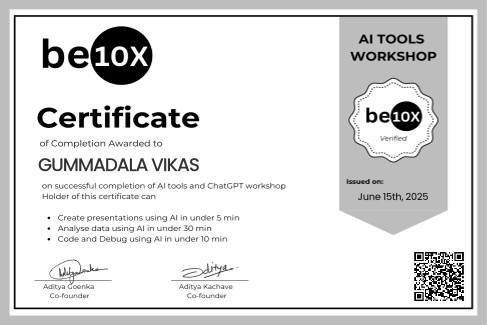 be10X
Certificate
of Completion Awarded to
GUMMADALA VIKAS
on successful completion of AI tools and ChatGPT workshop
Holder of this certificate can
Create presentations using AI in under 5 min
Analyse data using AI in under 30 min
Code and Debug using AI in under 10 min
Aditya Goenka
Co-founder
Aditya Kachave
Co-founder
AI TOOLS
WORKSHOP
be10X
Verified
Issued on:
June 15th, 2025